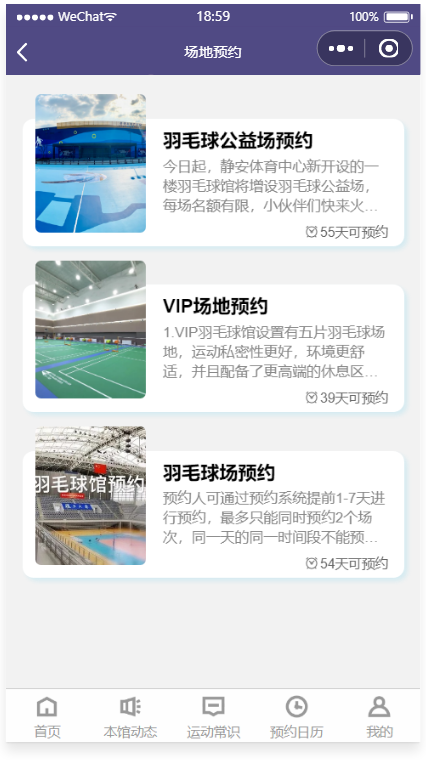 WeChat
18:59
100%
场地预约
羽毛球公益场预约
今日起，静安体育中心新开设的一
楼羽毛球馆将增设羽毛球公益场，
每场名额有限，小伙伴们快来火...
55天可预约
VIP场地预约
1.VIP羽毛球馆设置有五片羽毛球场
地，运动私密性更好，环境更舒
适，并且配备了更高端的休息区...
39天可预约
羽毛球馆预约
羽毛球场预约
预约人可通过预约系统提前1-7天进
行预约，最多只能同时预约2个场
次，同一天的同一时间段不能预...
54天可预约
首页
本馆动态
运动常识
预约日历
我的